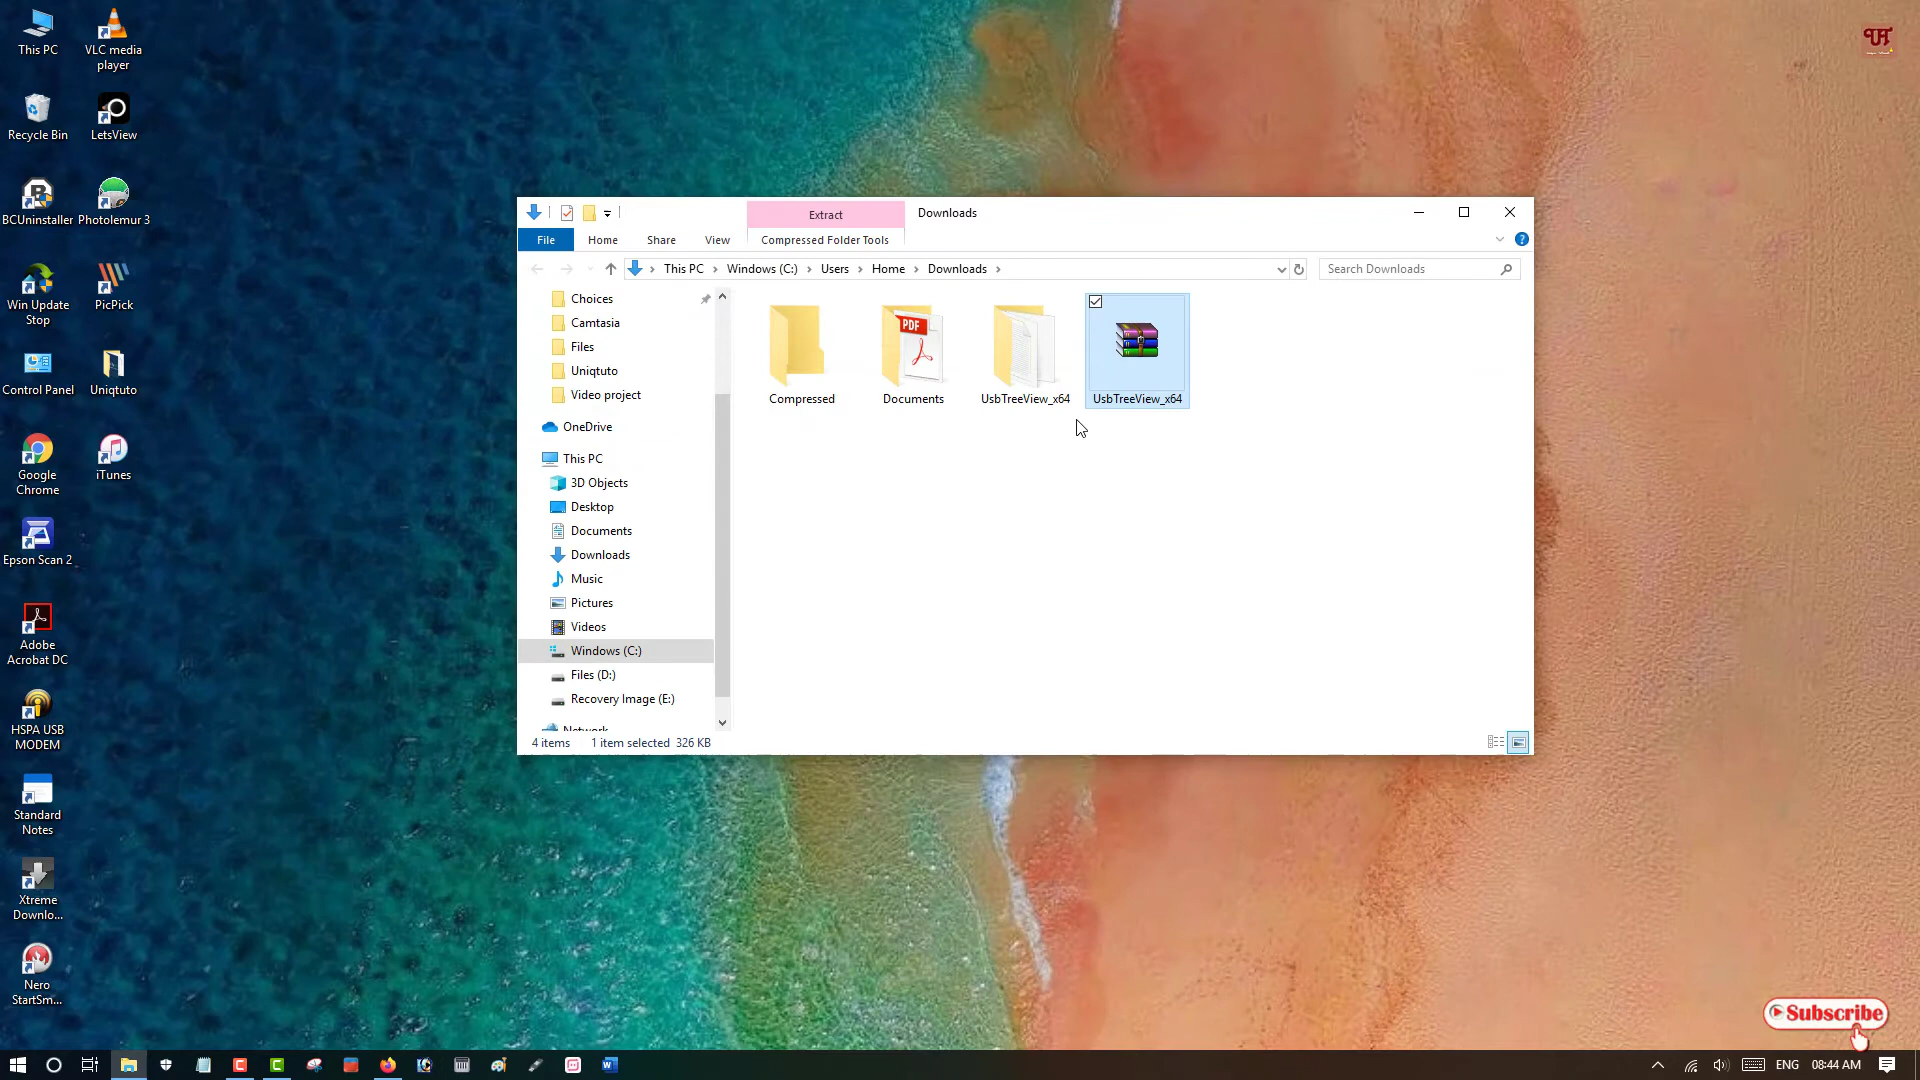 This PC
VLC media
player
Recycle Bin
LetsView
BCUninstaller
Photolemur 3
Win Update
Stop
PicPick
Control Panel
Uniqtuto
Google
Chrome
iTunes
Epson Scan 2
Adobe
Acrobat DC
HSPA USB
MODEM
Standard
Notes
Xtreme
Downlo...
Nero
StartSm...
Extract
Downloads
File
Home
Share
View
Compressed Folder Tools
This PC
Windows (C:)
Users
Home
Downloads
Search Downloads
Choices
Camtasia
Files
Uniqtuto
Video project
OneDrive
This PC
3D Objects
Desktop
Documents
Downloads
Music
Pictures
Videos
Windows (C:)
Files (D:)
Recovery Image (E:)
Network
Compressed
PDF
Documents
UsbTreeView_x64
UsbTreeView_x64
4 items
1 item selected 326 KB
Subscribe
ENG
08:44 AM